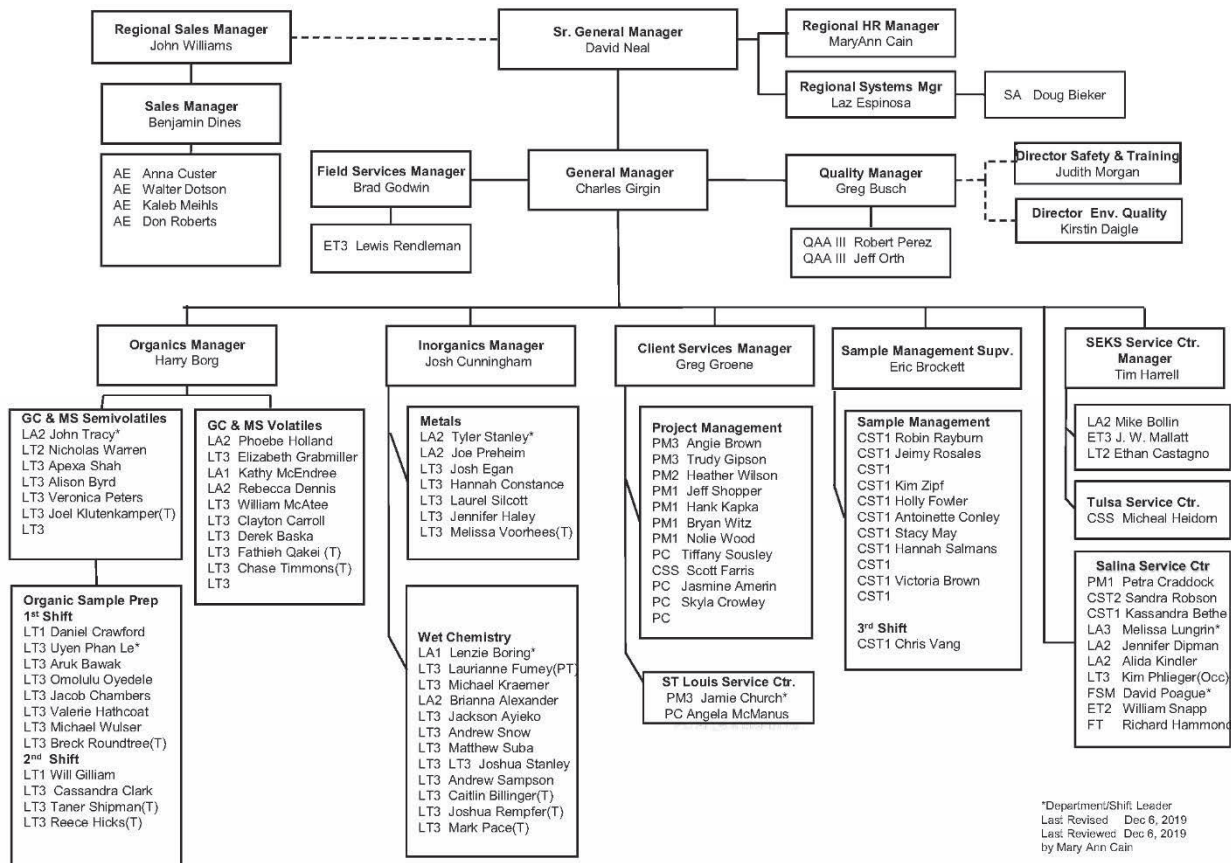 Regional Sales Manager
John Williams
Sr. General Manager
David Neal
Regional HR Manager
MaryAnn Cain
Regional Systems Mgr
Laz Espinosa
SA Doug Bieker
Sales Manager
Benjamin Dines
AE Anna Custer
AE Walter Dotson
AE Kaleb Meihls
AE Don Roberts
Field Services Manager
Brad Godwin
ET3 Lewis Rendleman
General Manager
Charles Girgin
Quality Manager
Greg Busch
QAA III Robert Perez
QAA III Jeff Orth
Director Safety & Training
Judith Morgan
Director Env. Quality
Kirstin Daigle
Organics Manager
Harry Borg
GC & MS Semivolatiles
LA2 John Tracy*
LT2 Nicholas Warren
LT3 Apexa Shah
LT3 Alison Byrd
LT3 Veronica Peters
LT3 Joel Klutenkamper(T)
LT3
Organic Sample Prep
1st Shift
LT1 Daniel Crawford
LT3 Uyen Phan Le*
LT3 Aruk Bawak
LT3 Omolulu Oyedele
LT3 Jacob Chambers
LT3 Valerie Hathcoat
LT3 Michael Wulser
LT3 Breck Roundtree(T)
2nd Shift
LT1 Will Gilliam
LT3 Cassandra Clark
LT3 Taner Shipman(T)
LT3 Reece Hicks(T)
GC & MS Volatiles
LA2 Phoebe Holland
LT3 Elizabeth Grabmiller
LA1 Kathy McEndree
LA2 Rebecca Dennis
LT3 William McAtee
LT3 Clayton Carroll
LT3 Derek Baska
LT3 Fathieh Qakei (T)
LT3 Chase Timmons(T)
LT3
Inorganics Manager
Josh Cunningham
Metals
LA2 Tyler Stanley*
LA2 Joe Preheim
LT3 Josh Egan
LT3 Hannah Constance
LT3 Laurel Silcott
LT3 Jennifer Haley
LT3 Melissa Voorhees(T)
Wet Chemistry
LA1 Lenzie Boring*
LT3 Laurianne Fumey(PT)
LT3 Michael Kraemer
LA2 Brianna Alexander
LT3 Jackson Ayieko
LT3 Andrew Snow
LT3 Matthew Suba
LT3 LT3 Joshua Stanley
LT3 Andrew Sampson
LT3 Caitlin Billinger(T)
LT3 Joshua Rempfer(T)
LT3 Mark Pace(T)
Client Services Manager
Greg Groene
Project Management
PM3 Angie Brown
PM3 Trudy Gipson
PM2 Heather Wilson
PM1 Jeff Shopper
PM1 Hank Kapka
PM1 Bryan Witz
PM1 Nolie Wood
PC Tiffany Sousley
CSS Scott Farris
PC Jasmine Amerin
PC Skyla Crowley
PC
ST Louis Service Ctr.
PM3 Jamie Church*
PC Angela McManus
Sample Management Supv.
Eric Brockett
Sample Management
CST1 Robin Rayburn
CST1 Jeimy Rosales
CST1
CST1 Kim Zipf
CST1 Holly Fowler
CST1 Antoinette Conley
CST1 Stacy May
CST1 Hannah Salmans
CST1
CST1 Victoria Brown
CST1
3rd Shift
CST1 Chris Vang
SEKS Service Ctr.
Manager
Tim Harrell
LA2 Mike Bollin
ET3 J. W. Mallatt
LT2 Ethan Castagno
Tulsa Service Ctr.
CSS Micheal Heidorn
Salina Service Ctr
PM1 Petra Craddock
CST2 Sandra Robson
CST1 Kassandra Bethe
LA3 Melissa Lungrin*
LA2 Jennifer Dipman
LA2 Alida Kindler
LT3 Kim Phlieger(Occ)
FSM David Poague*
ET2 William Snapp
FT Richard Hammond
*Department/Shift Leader
Last Revised Dec 6, 2019
Last Reviewed Dec 6, 2019
by Mary Ann Cain